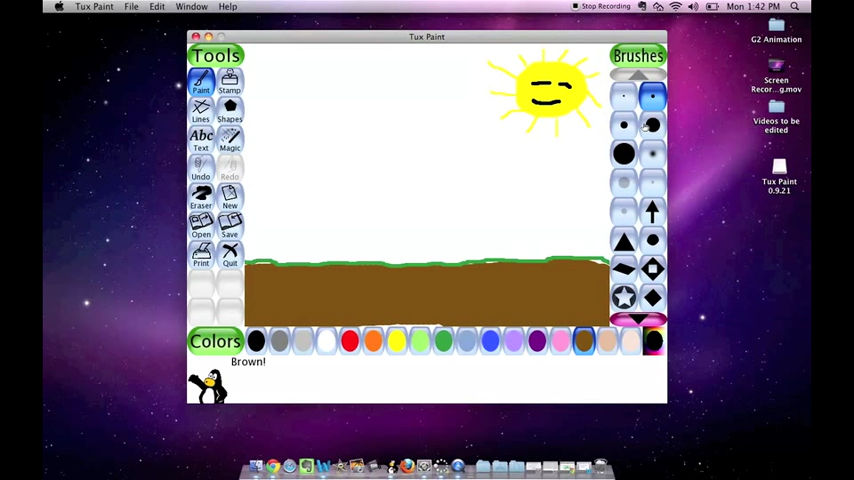 Tux Paint File Edit Window Help Stop Recording Mon 1:42 PM
Tux Paint
Tools
Brushes
Paint Stamp
Lines Shapes
Abc
Text Magic
Undo Redo
Eraser New
Open Save
Print Quit
Colors
Brown!
G2 Animation
Screen
Recor...g.mov
Videos to be
edited
Tux Paint
0.9.21